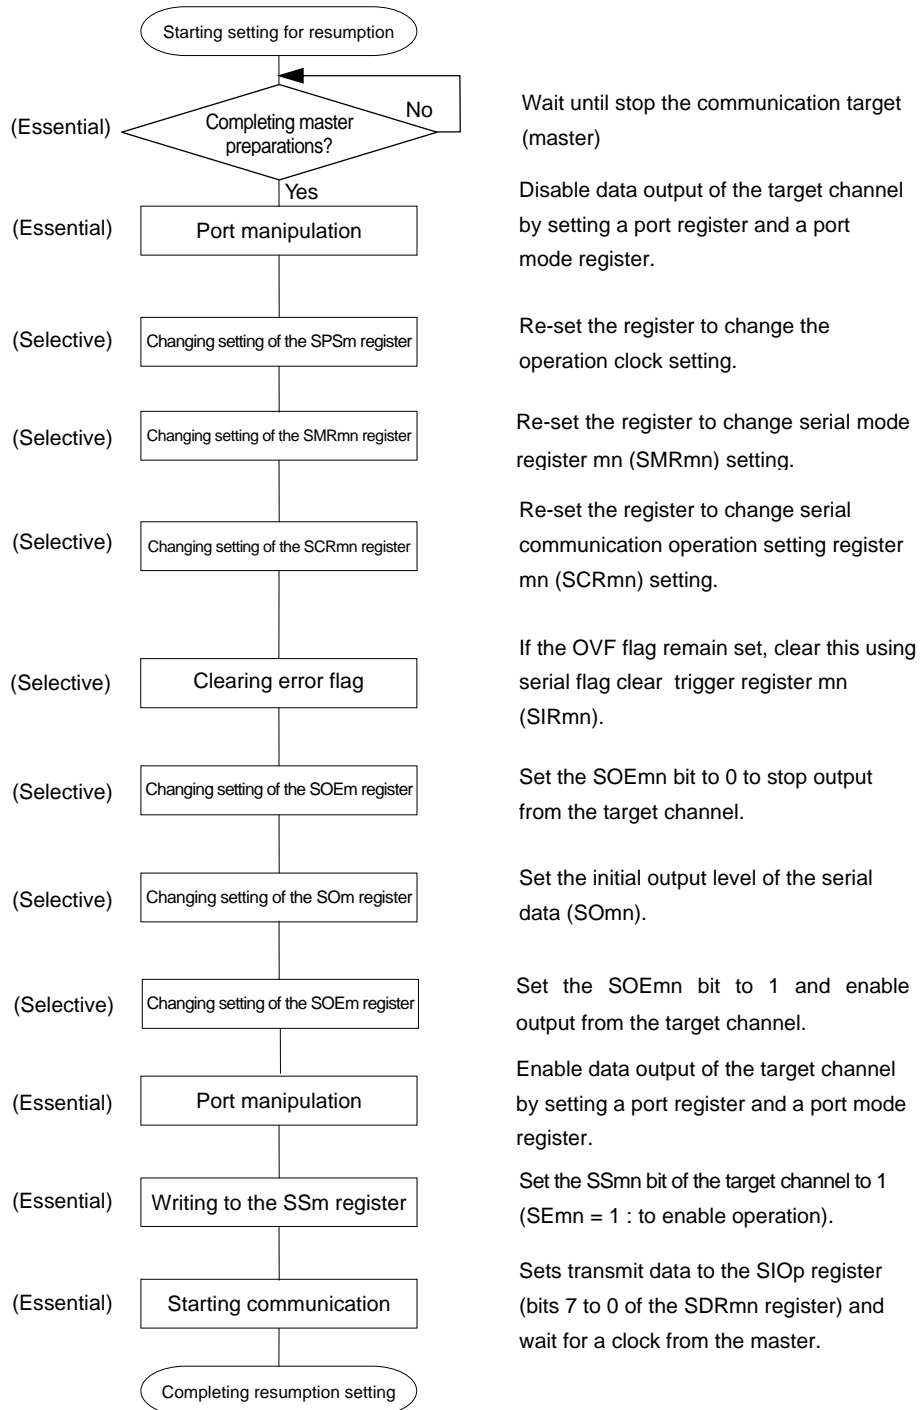 Starting setting for resumption
(Essential)
Completing master
preparations?
No
Wait until stop the communication target
(master)
Yes
(Essential)
Port manipulation
Disable data output of the target channel
by setting a port register and a port
mode register.
(Selective)
Changing setting of the SPSm register
Re-set the register to change the
operation clock setting.
(Selective)
Changing setting of the SMRmn register
Re-set the register to change serial mode
register mn (SMRmn) setting.
(Selective)
Changing setting of the SCRmn register
Re-set the register to change serial
communication operation setting register
mn (SCRmn) setting.
(Selective)
Clearing error flag
If the OVF flag remain set, clear this using
serial flag clear trigger register mn
(SIRmn).
(Selective)
Changing setting of the SOEm register
Set the SOEmn bit to 0 to stop output
from the target channel.
(Selective)
Changing setting of the SOm register
Set the initial output level of the serial
data (SOmn).
(Selective)
Changing setting of the SOEm register
Set the SOEmn bit to 1 and enable
output from the target channel.
(Essential)
Port manipulation
Enable data output of the target channel
by setting a port register and a port mode
register.
(Essential)
Writing to the SSm register
Set the SSmn bit of the target channel to 1
(SEmn = 1 : to enable operation).
(Essential)
Starting communication
Sets transmit data to the SIOp register
(bits 7 to 0 of the SDRmn register) and
wait for a clock from the master.
Completing resumption setting